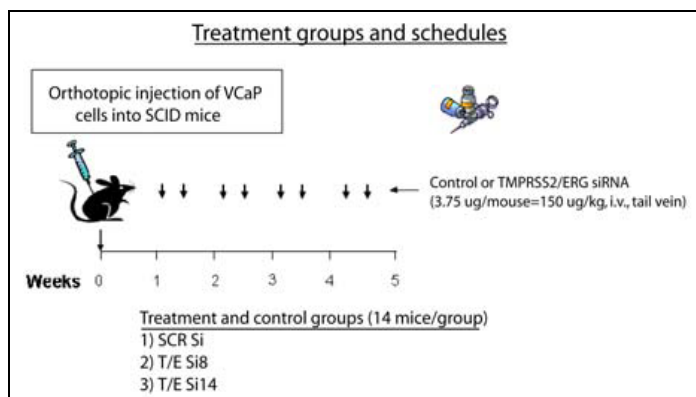 Treatment groups and schedules
Orthotopic injection of VCaP
cells into SCID mice
Control or TMPRSS2/ERG siRNA
(3.75 ug/mouse=150 ug/kg, i.v., tail vein)
Weeks 0 1 2 3 4 5
Treatment and control groups (14 mice/group)
1) SCR Si
2) T/E Si8
3) T/E Si14